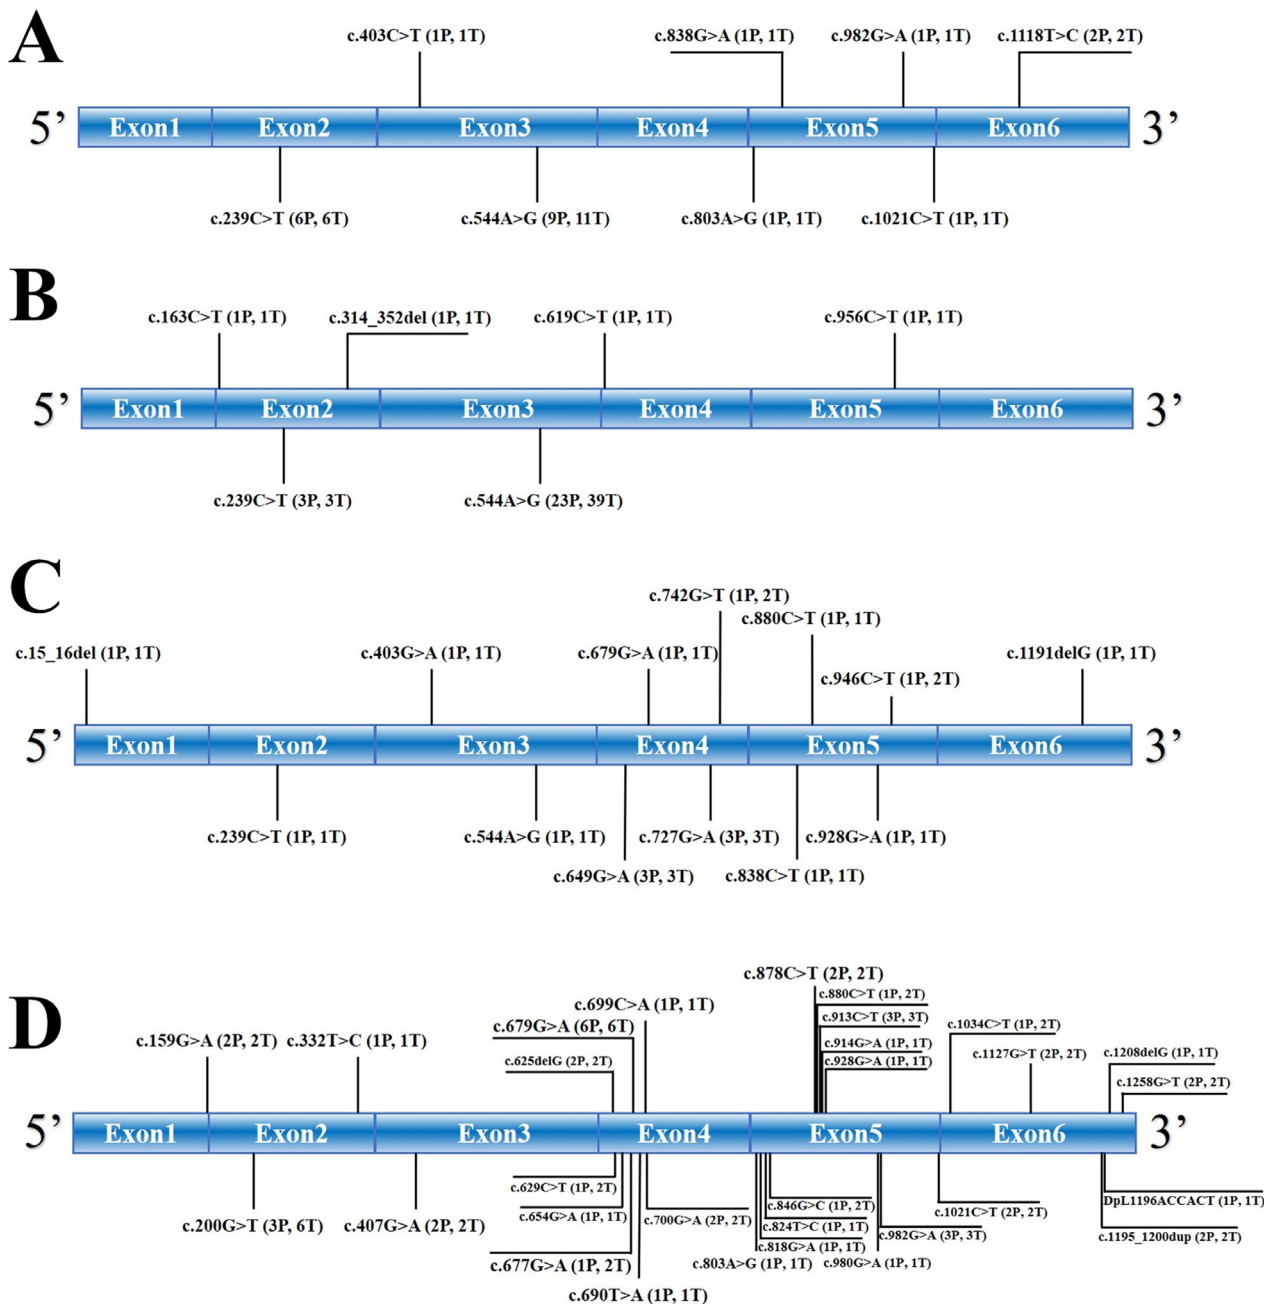 A
c.403C>T (1P, 1T)
c.838G>A (1P, 1T)
c.982G>A (1P, 1T)
c.1118T>C (2P, 2T)
5’ Exon1 Exon2 Exon3 Exon4 Exon5 Exon6 3’
c.239C>T (6P, 6T)
c.544A>G (9P, 11T)
c.803A>G (1P, 1T)
c.1021C>T (1P, 1T)
B
c.163C>T (1P, 1T)
c.314_352del (1P, 1T)
c.619C>T (1P, 1T)
c.956C>T (1P, 1T)
5’ Exon1 Exon2 Exon3 Exon4 Exon5 Exon6 3’
c.239C>T (3P, 3T)
c.544A>G (23P, 39T)
C
c.742G>T (1P, 2T)
c.880C>T (1P, 1T)
c.15_16del (1P, 1T)
c.403G>A (1P, 1T)
c.679G>A (1P, 1T)
c.1191delG (1P, 1T)
c.946C>T (1P, 2T)
5’ Exon1 Exon2 Exon3 Exon4 Exon5 Exon6 3’
c.239C>T (1P, 1T)
c.544A>G (1P, 1T)
c.727G>A (3P, 3T)
c.928G>A (1P, 1T)
c.649G>A (3P, 3T)
c.838C>T (1P, 1T)
D
c.878C>T (2P, 2T)
c.880C>T (1P, 2T)
c.699C>A (1P, 1T)
c.913C>T (3P, 3T)
c.679G>A (6P, 6T)
c.1034C>T (1P, 2T)
c.159G>A (2P, 2T)
c.332T>C (1P, 1T)
c.914G>A (1P, 1T)
c.625delG (2P, 2T)
c.928G>A (1P, 1T)
c.1127G>T (2P, 2T)
c.1208delG (1P, 1T)
c.1258G>T (2P, 2T)
5’ Exon1 Exon2 Exon3 Exon4 Exon5 Exon6 3’
c.629C>T (1P, 2T)
c.846G>C (1P, 2T)
DpL1196ACCACT (1P, 1T)
c.200G>T (3P, 6T)
c.407G>A (2P, 2T)
c.654G>A (1P, 1T)
c.700G>A (2P, 2T)
c.824T>C (1P, 1T)
c.1021C>T (2P, 2T)
c.982G>A (3P, 3T)
c.1195_1200dup (2P, 2T)
c.818G>A (1P, 1T)
c.677G>A (1P, 2T)
c.803A>G (1P, 1T)
c.980G>A (1P, 1T)
c.690T>A (1P, 1T)